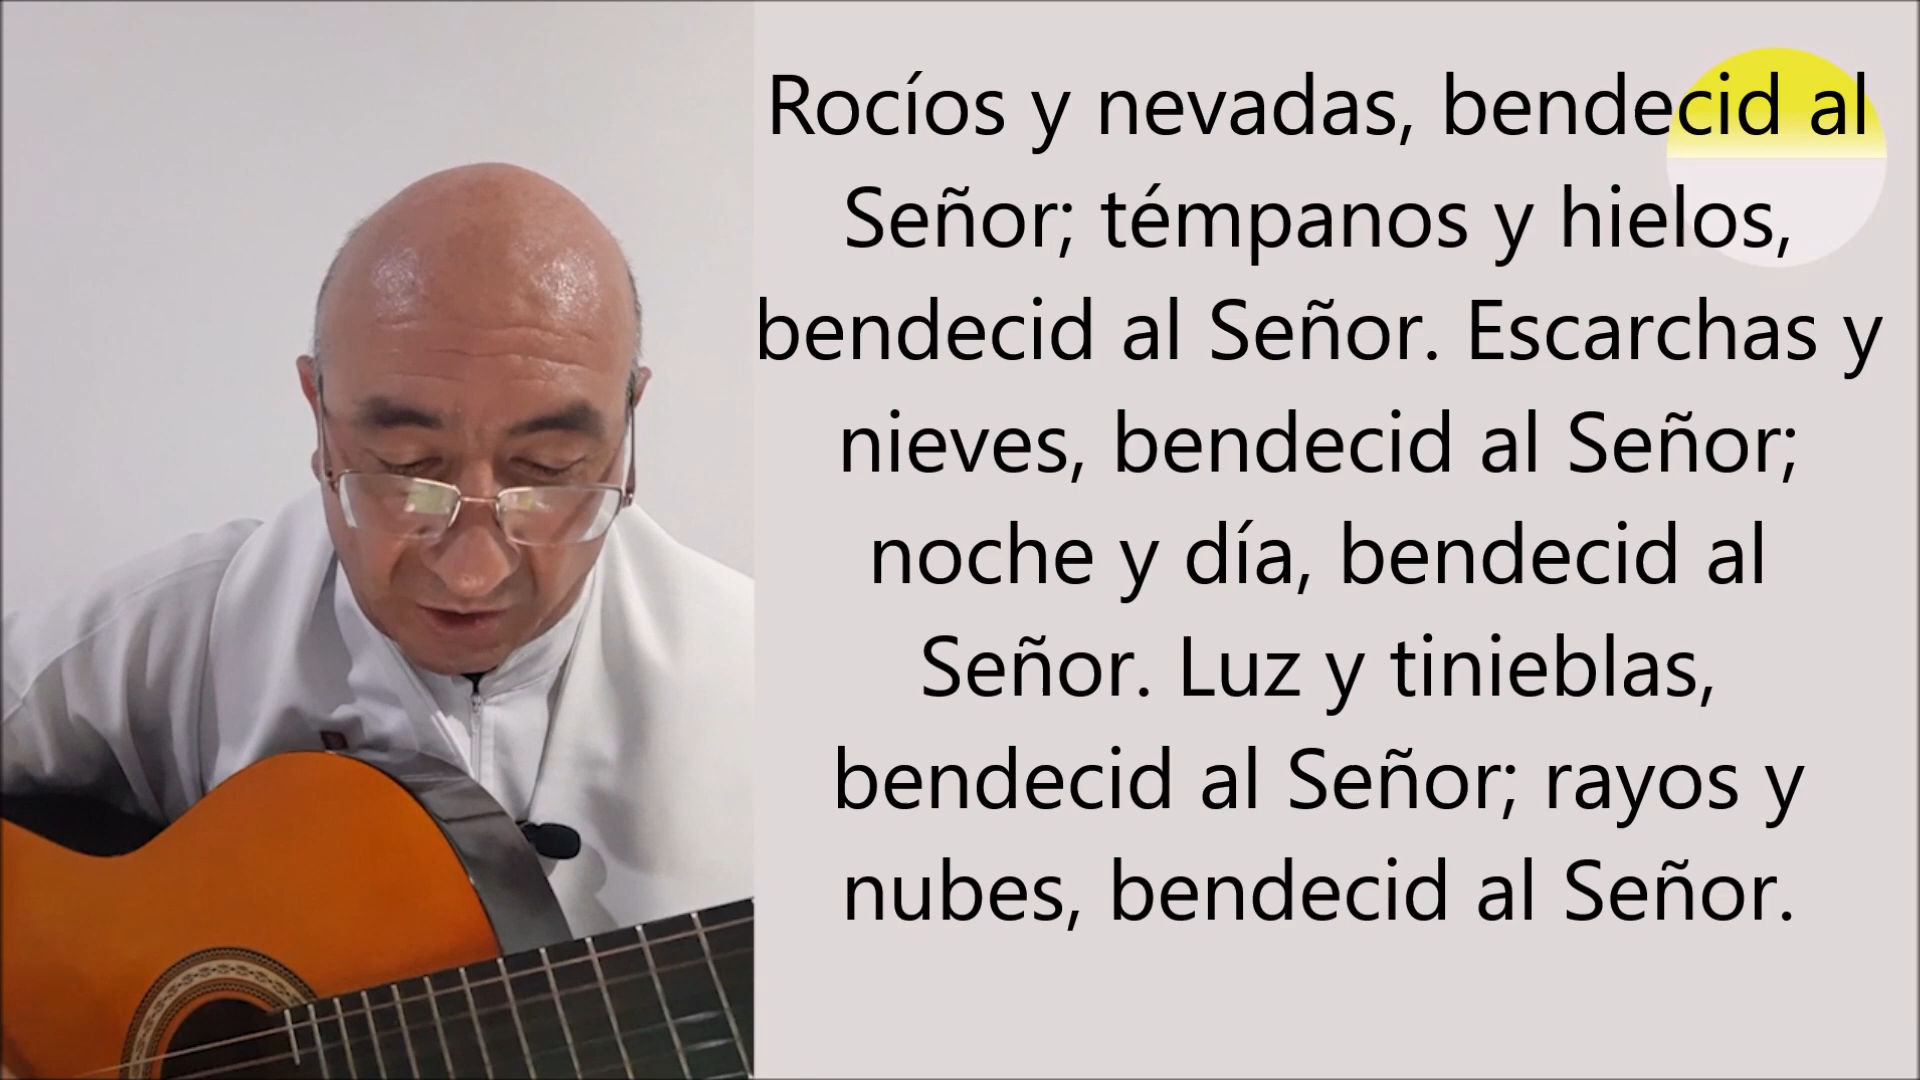 Rocíos y nevadas, bendecid al
Señor; témpanos y hielos,
bendecid al Señor. Escarchas y
nieves, bendecid al Señor;
noche y día, bendecid al
Señor. Luz y tinieblas,
bendecid al Señor; rayos y
nubes, bendecid al Señor.